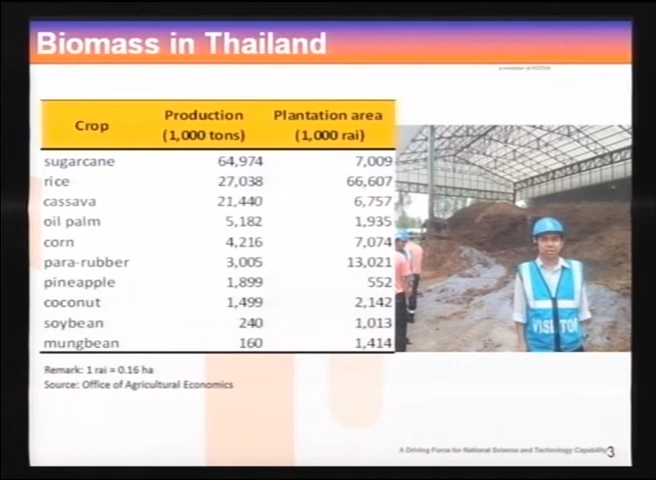 Biomass in Thailand
a member of NSTDA
Crop Production (1,000 tons) Plantation area (1,000 rai)
sugarcane 64,974 7,009
rice 27,038 66,607
cassava 21,440 6,757
oil palm 5,182 1,935
corn 4,216 7,074
para-rubber 3,005 13,021
pineapple 1,899 552
coconut 1,499 2,142
soybean 240 1,013
mungbean 160 1,414
VISITOR
Remark: 1 rai = 0.16 ha
Source: Office of Agricultural Economics
A Driving Force for National Science and Technology Capability 3